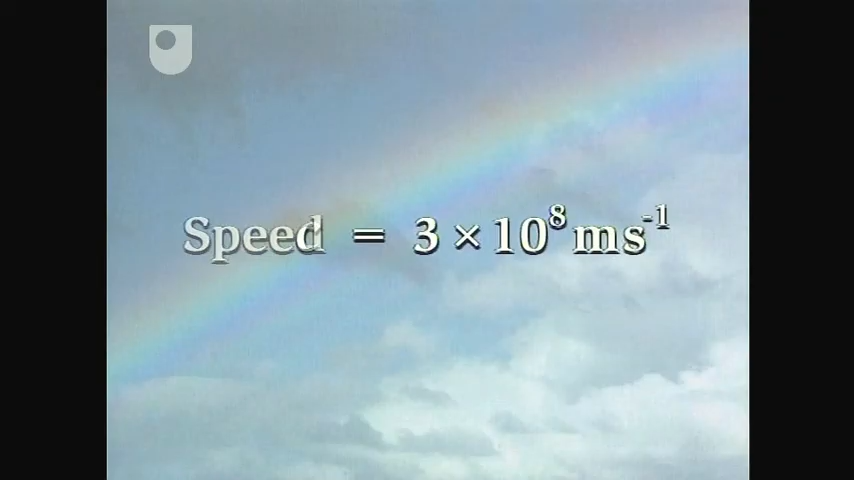 Speed = 3 × 10⁸ ms⁻¹